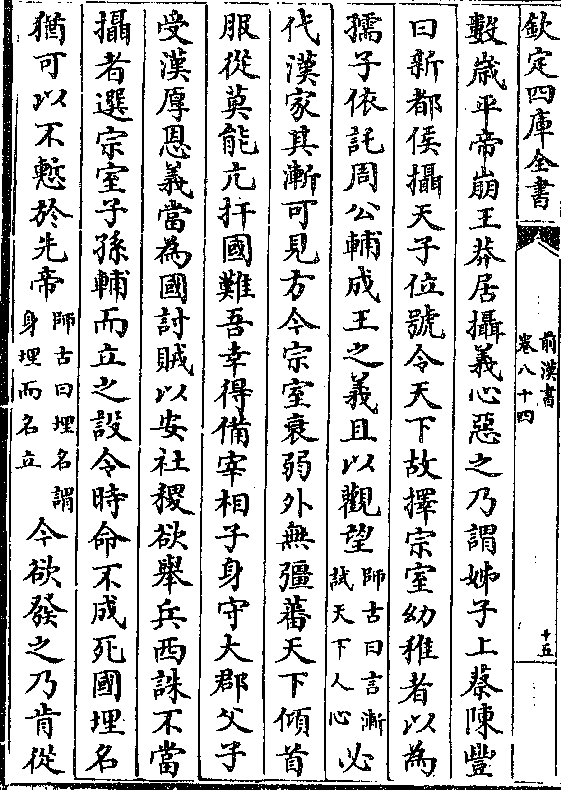 欽定四庫全書
前漢書
卷八十四
十五
數嵗平帝崩王莽居攝義心惡之乃謂姊子上蔡陳豐
曰新都侯攝天子位號令天下故擇宗室幼稚者以為
孺子依託周公輔成王之義且以觀望師古曰言漸試天下人心必
代漢家其漸可見方今宗室衰弱外無彊蕃天下傾首
服從莫能亢扞國難吾幸得備宰相子身守大郡父子
受漢厚恩義當為國討賊以安社稷欲舉兵西誅不當
攝者選宗室子孫輔而立之設令時命不成死國埋名
猶可以不慙於先帝師古曰埋名謂身埋而名立今欲發之乃肯從